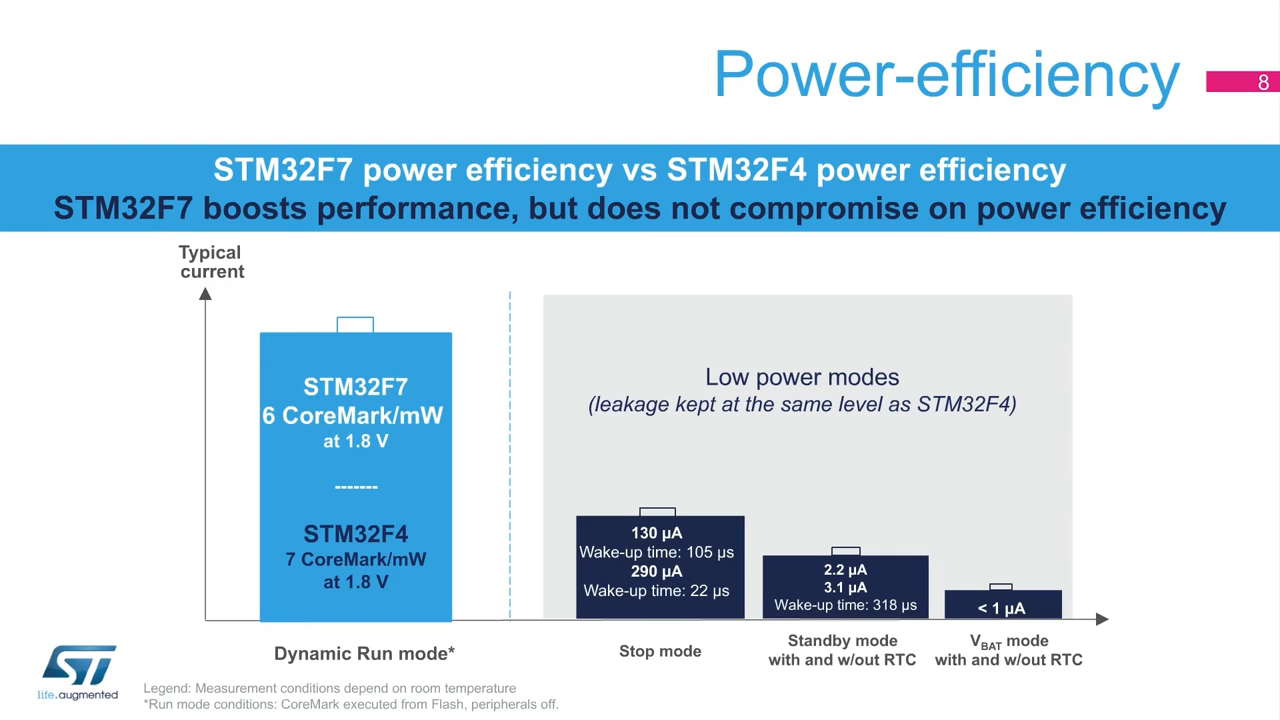 Power-efficiency
8
STM32F7 power efficiency vs STM32F4 power efficiency
STM32F7 boosts performance, but does not compromise on power efficiency
Typical
current
STM32F7
6 CoreMark/mW
at 1.8 V
-------
STM32F4
7 CoreMark/mW
at 1.8 V
Low power modes
(leakage kept at the same level as STM32F4)
130 µA
Wake-up time: 105 µs
290 µA
Wake-up time: 22 µs
2.2 µA
3.1 µA
Wake-up time: 318 µs
< 1 µA
Dynamic Run mode*
Stop mode
Standby mode
with and w/out RTC
VBAT mode
with and w/out RTC
ST
life.augmented
Legend: Measurement conditions depend on room temperature
*Run mode conditions: CoreMark executed from Flash, peripherals off.